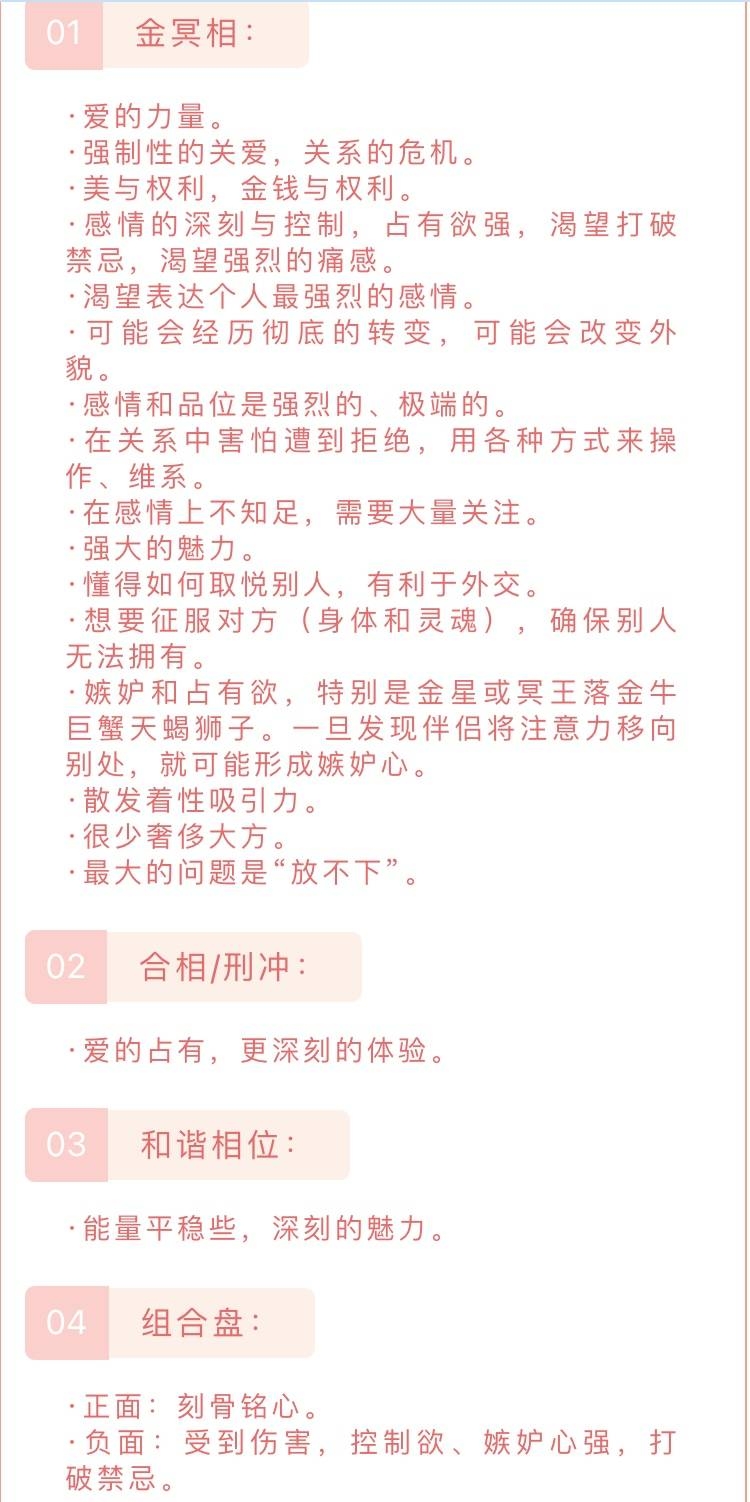 01 金冥相：
·爱的力量。
·强制性的关爱，关系的危机。
·美与权利，金钱与权利。
·感情的深刻与控制，占有欲强，渴望打破
禁忌，渴望强烈的痛感。
·渴望表达个人最强烈的感情。
·可能会经历彻底的转变，可能会改变外
貌。
·感情和品位是强烈的、极端的。
·在关系中害怕遭到拒绝，用各种方式来操
作、维系。
·在感情上不知足，需要大量关注。
·强大的魅力。
·懂得如何取悦别人，有利于外交。
·想要征服对方（身体和灵魂），确保别人
无法拥有。
·嫉妒和占有欲，特别是金星或冥王落金牛
巨蟹天蝎狮子。一旦发现伴侣将注意力移向
别处，就可能形成嫉妒心。
·散发着性吸引力。
·很少奢侈大方。
·最大的问题是“放不下”。
02 合相/刑冲：
·爱的占有，更深刻的体验。
03 和谐相位：
·能量平稳些，深刻的魅力。
04 组合盘：
·正面：刻骨铭心。
·负面：受到伤害，控制欲、嫉妒心强，打
破禁忌。